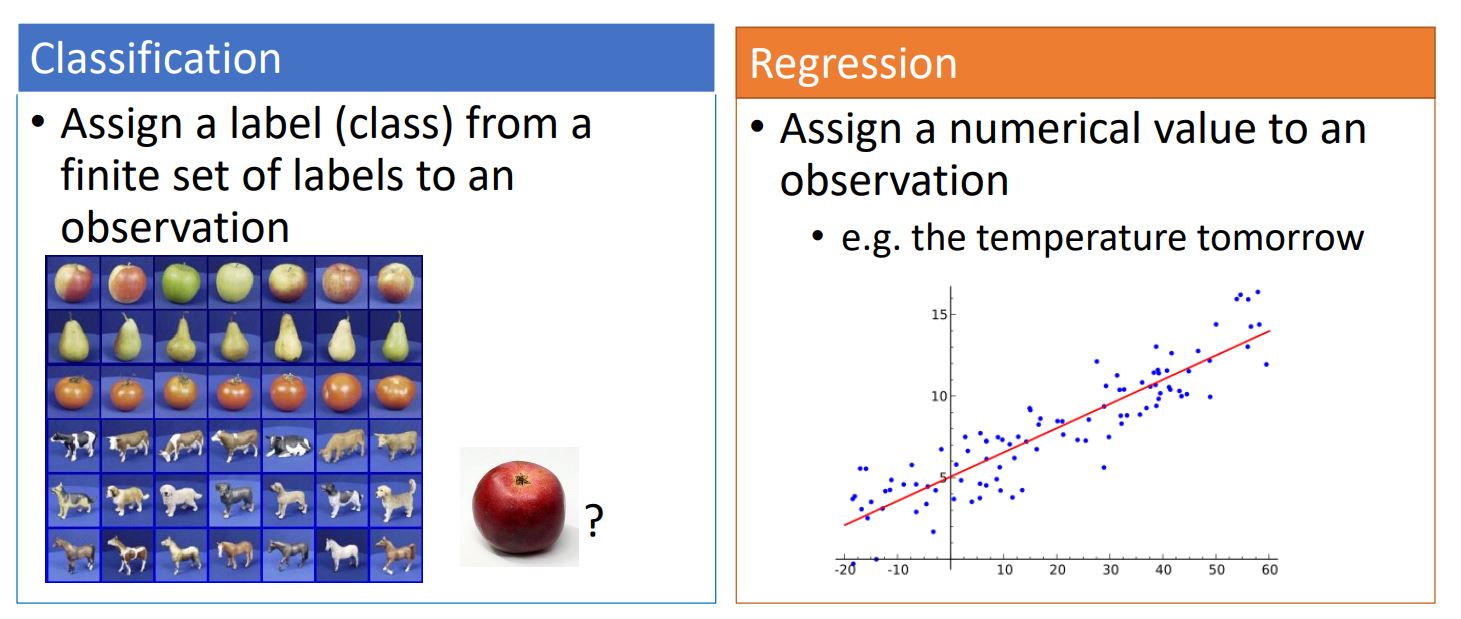 Classification
• Assign a label (class) from a
finite set of labels to an
observation
?
Regression
• Assign a numerical value to an
observation
• e.g. the temperature tomorrow
15
10
5
-20 -10 10 20 30 40 50 60